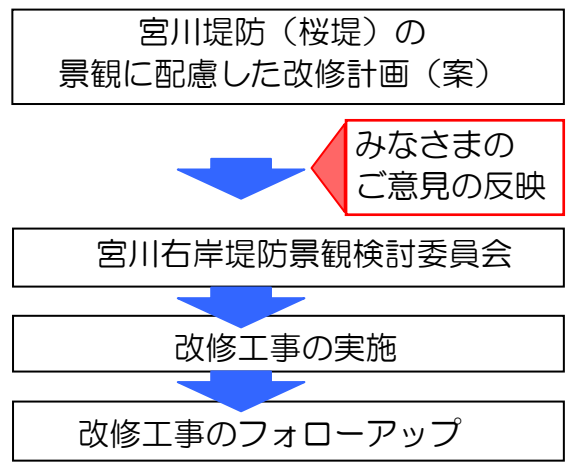 宮川堤防（桜堤）の
景観に配慮した改修計画（案）
みなさまの
ご意見の反映
宮川右岸堤防景観検討委員会
改修工事の実施
改修工事のフォローアップ